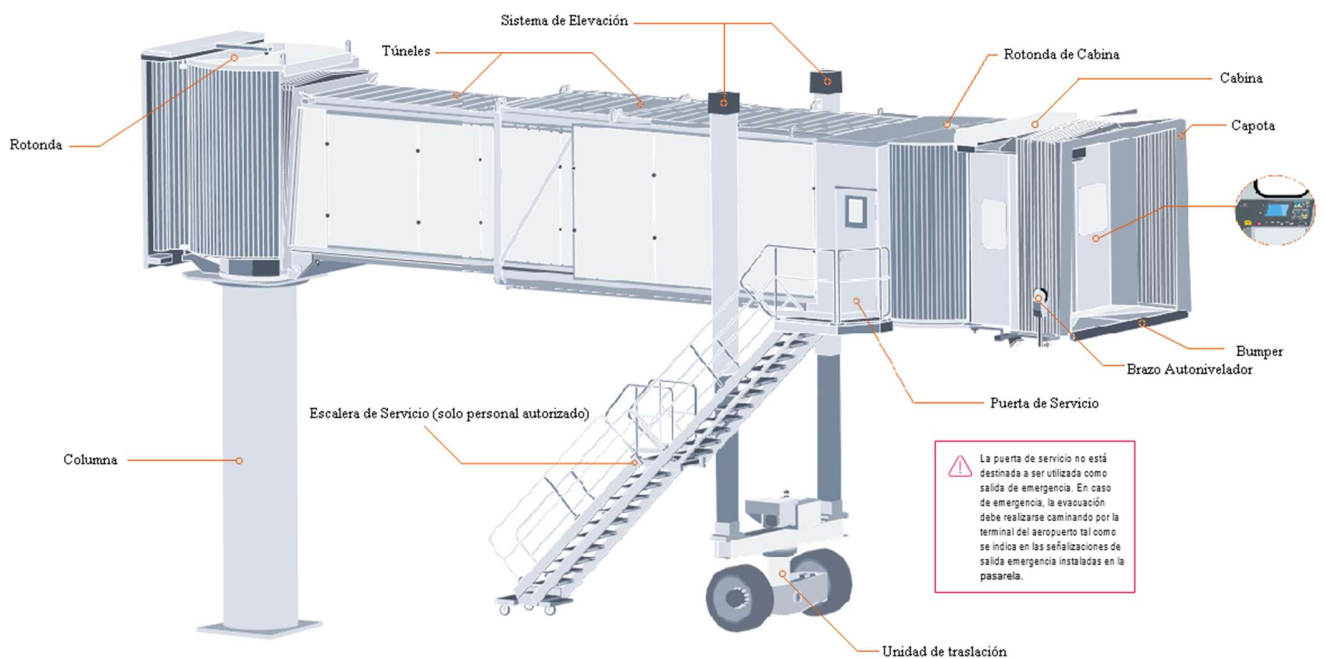 Sistema de Elevación
Túneles
Rotonda de Cabina
Cabina
Capota
Rotonda
Bumper
Brazo Autonivelador
Puerta de Servicio
Escalera de Servicio (solo personal autorizado)
Columna
La puerta de servicio no está
destinada a ser utilizada como
salida de emergencia. En caso
de emergencia, la evacuación
debe realizarse caminando por la
terminal del aeropuerto tal como
se indica en las señalizaciones de
salida emergencia instaladas en la
pasarela.
Unidad de traslación